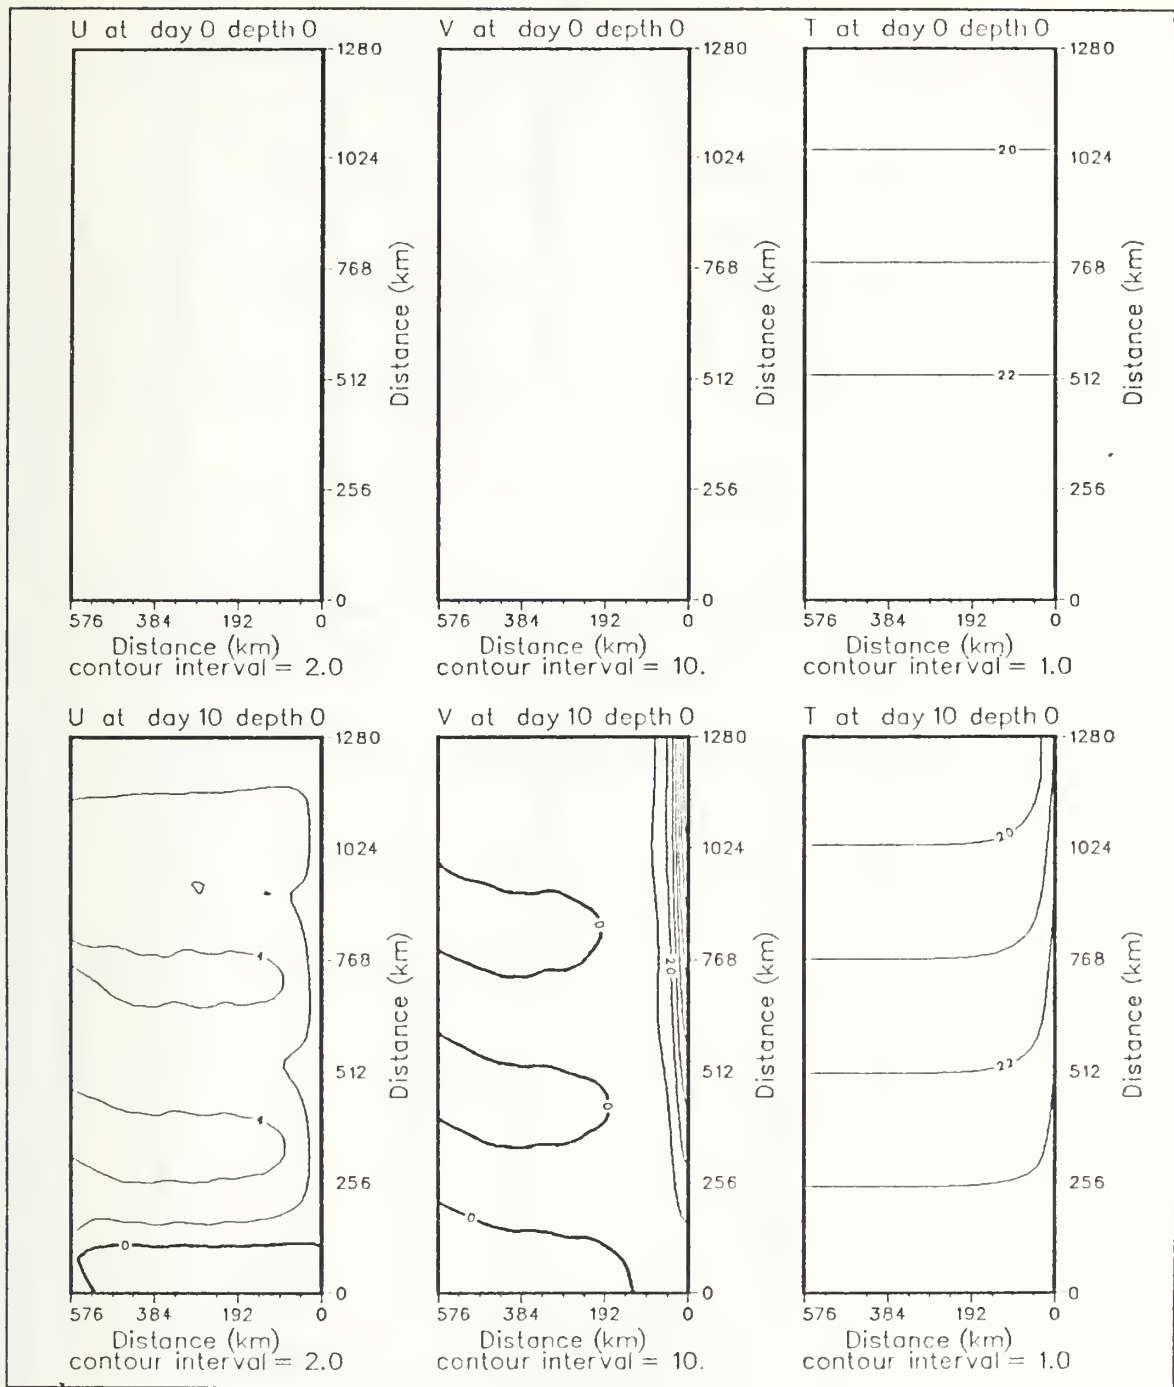 U at day 0 depth 0
1280
1024
768
512
256
0
Distance (km)
576 384 192 0
Distance (km)
contour interval = 2.0
V at day 0 depth 0
1280
1024
768
512
256
0
Distance (km)
576 384 192 0
Distance (km)
contour interval = 10.
T at day 0 depth 0
20
22
1280
1024
768
512
256
0
Distance (km)
576 384 192 0
Distance (km)
contour interval = 1.0
U at day 10 depth 0
4
4
0
1280
1024
768
512
256
0
Distance (km)
576 384 192 0
Distance (km)
contour interval = 2.0
V at day 10 depth 0
0
20
0
0
1280
1024
768
512
256
0
Distance (km)
576 384 192 0
Distance (km)
contour interval = 10.
T at day 10 depth 0
20
22
1280
1024
768
512
256
0
Distance (km)
576 384 192 0
Distance (km)
contour interval = 1.0